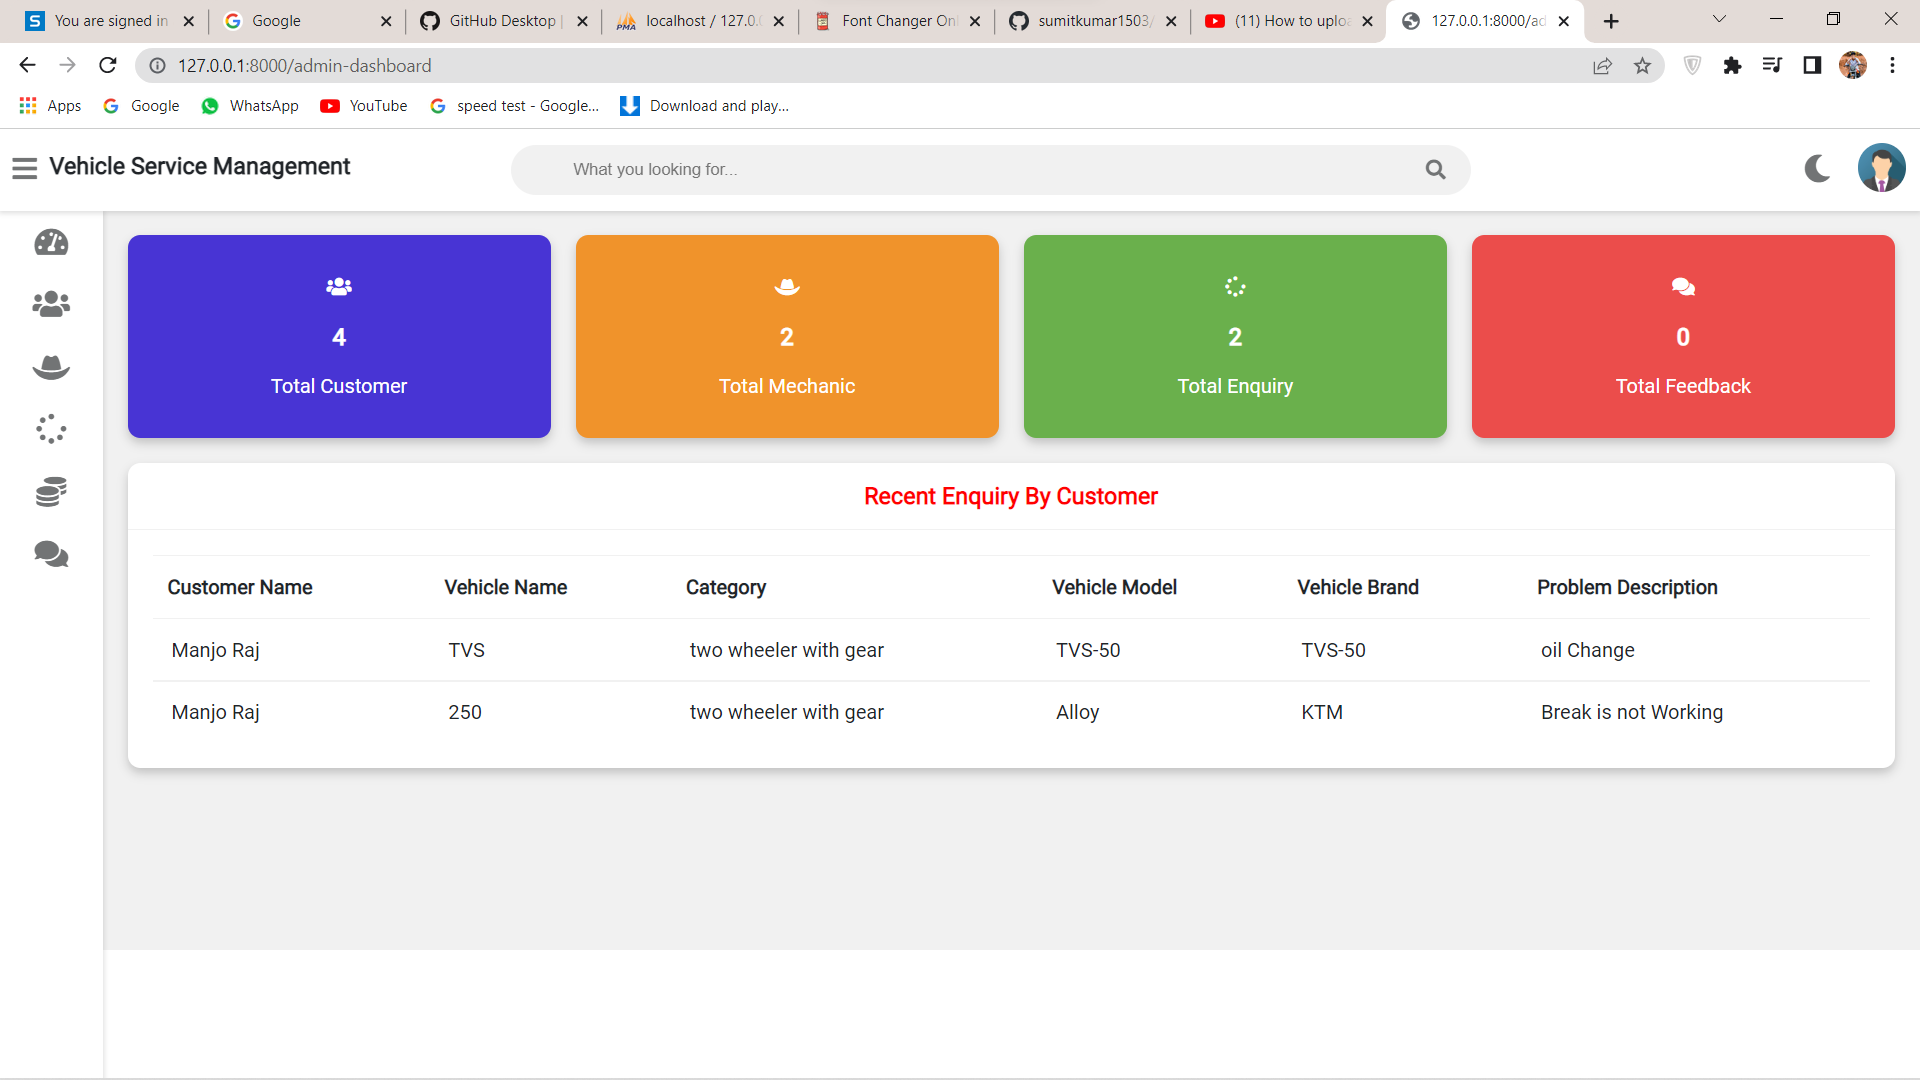 You are signed in
Google
GitHub Desktop |
localhost / 127.0.0
Font Changer Onl
sumitkumar1503/
(11) How to uploa
127.0.0.1:8000/ad
127.0.0.1:8000/admin-dashboard
Apps
Google
WhatsApp
YouTube
speed test - Google...
Download and play...
Vehicle Service Management
What you looking for...
4
Total Customer
2
Total Mechanic
2
Total Enquiry
0
Total Feedback
Recent Enquiry By Customer
Customer Name Vehicle Name Category Vehicle Model Vehicle Brand Problem Description
Manjo Raj TVS two wheeler with gear TVS-50 TVS-50 oil Change
Manjo Raj 250 two wheeler with gear Alloy KTM Break is not Working